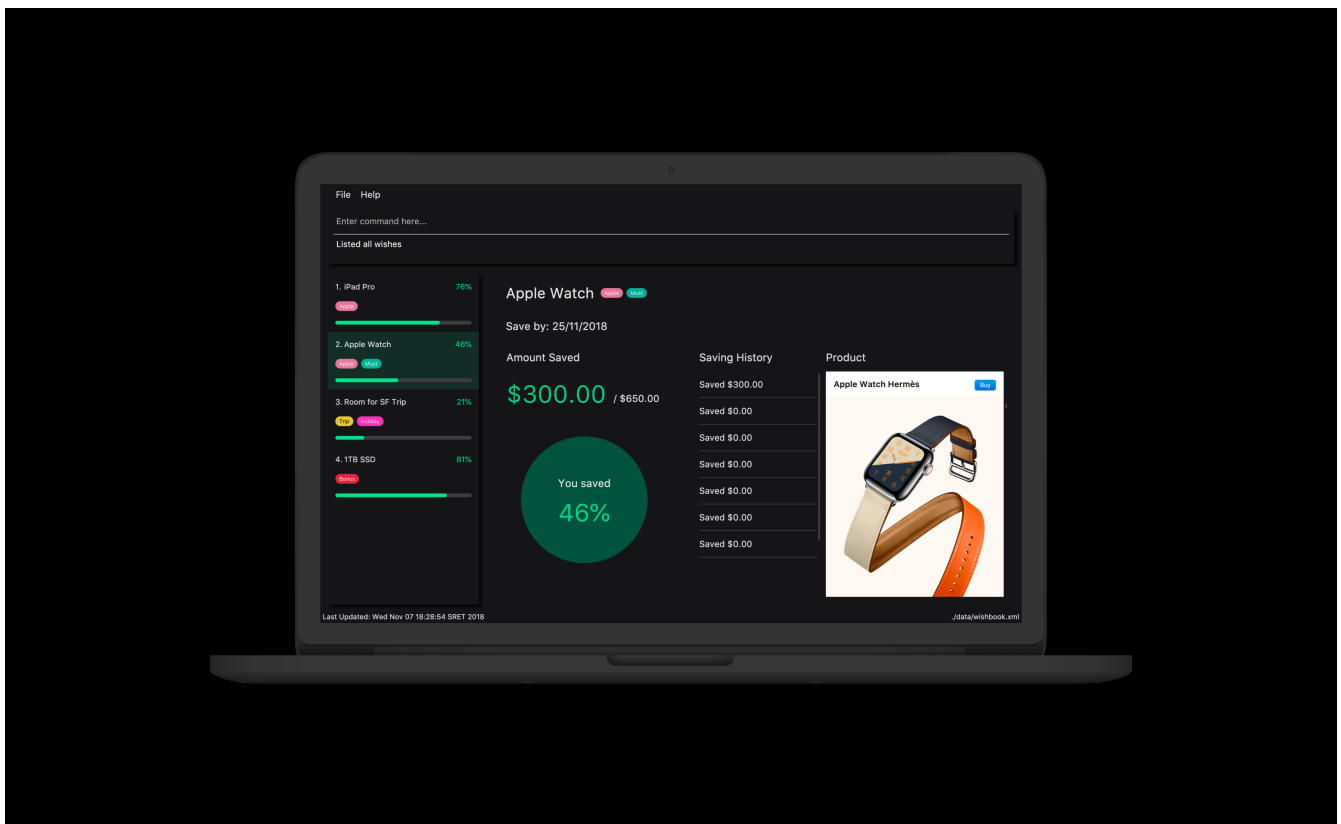 File Help
Enter command here...
Listed all wishes
1. iPad Pro 76%
Apple
2. Apple Watch 46%
Apple Must
3. Room for SF Trip 21%
Trip Holiday
4. 1TB SSD 81%
Bonus
Apple Watch Apple Must
Save by: 25/11/2018
Amount Saved
$300.00 / $650.00
You saved
46%
Saving History
Saved $300.00
Saved $0.00
Saved $0.00
Saved $0.00
Saved $0.00
Saved $0.00
Saved $0.00
Product
Apple Watch Hermès Buy
Last Updated: Wed Nov 07 18:28:54 SRET 2018
./data/wishbook.xml